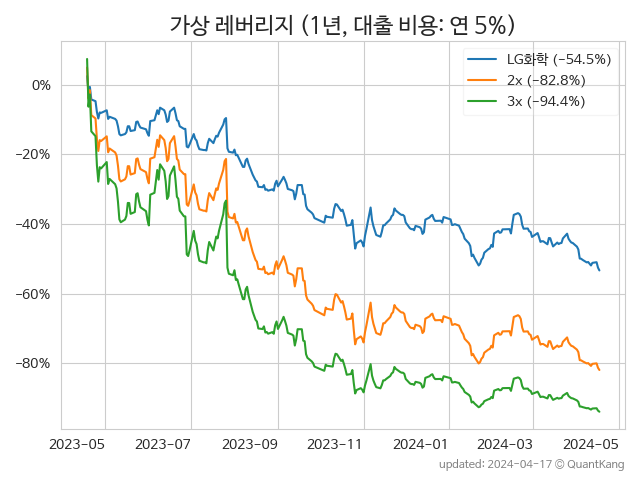 가상 레버리지 (1년, 대출 비용: 연 5%)
LG화학 (−54.5%)
2x (−82.8%)
3x (−94.4%)
0%
−20%
−40%
−60%
−80%
2023-05 2023-07 2023-09 2023-11 2024-01 2024-03 2024-05
updated: 2024-04-17 © QuantKang